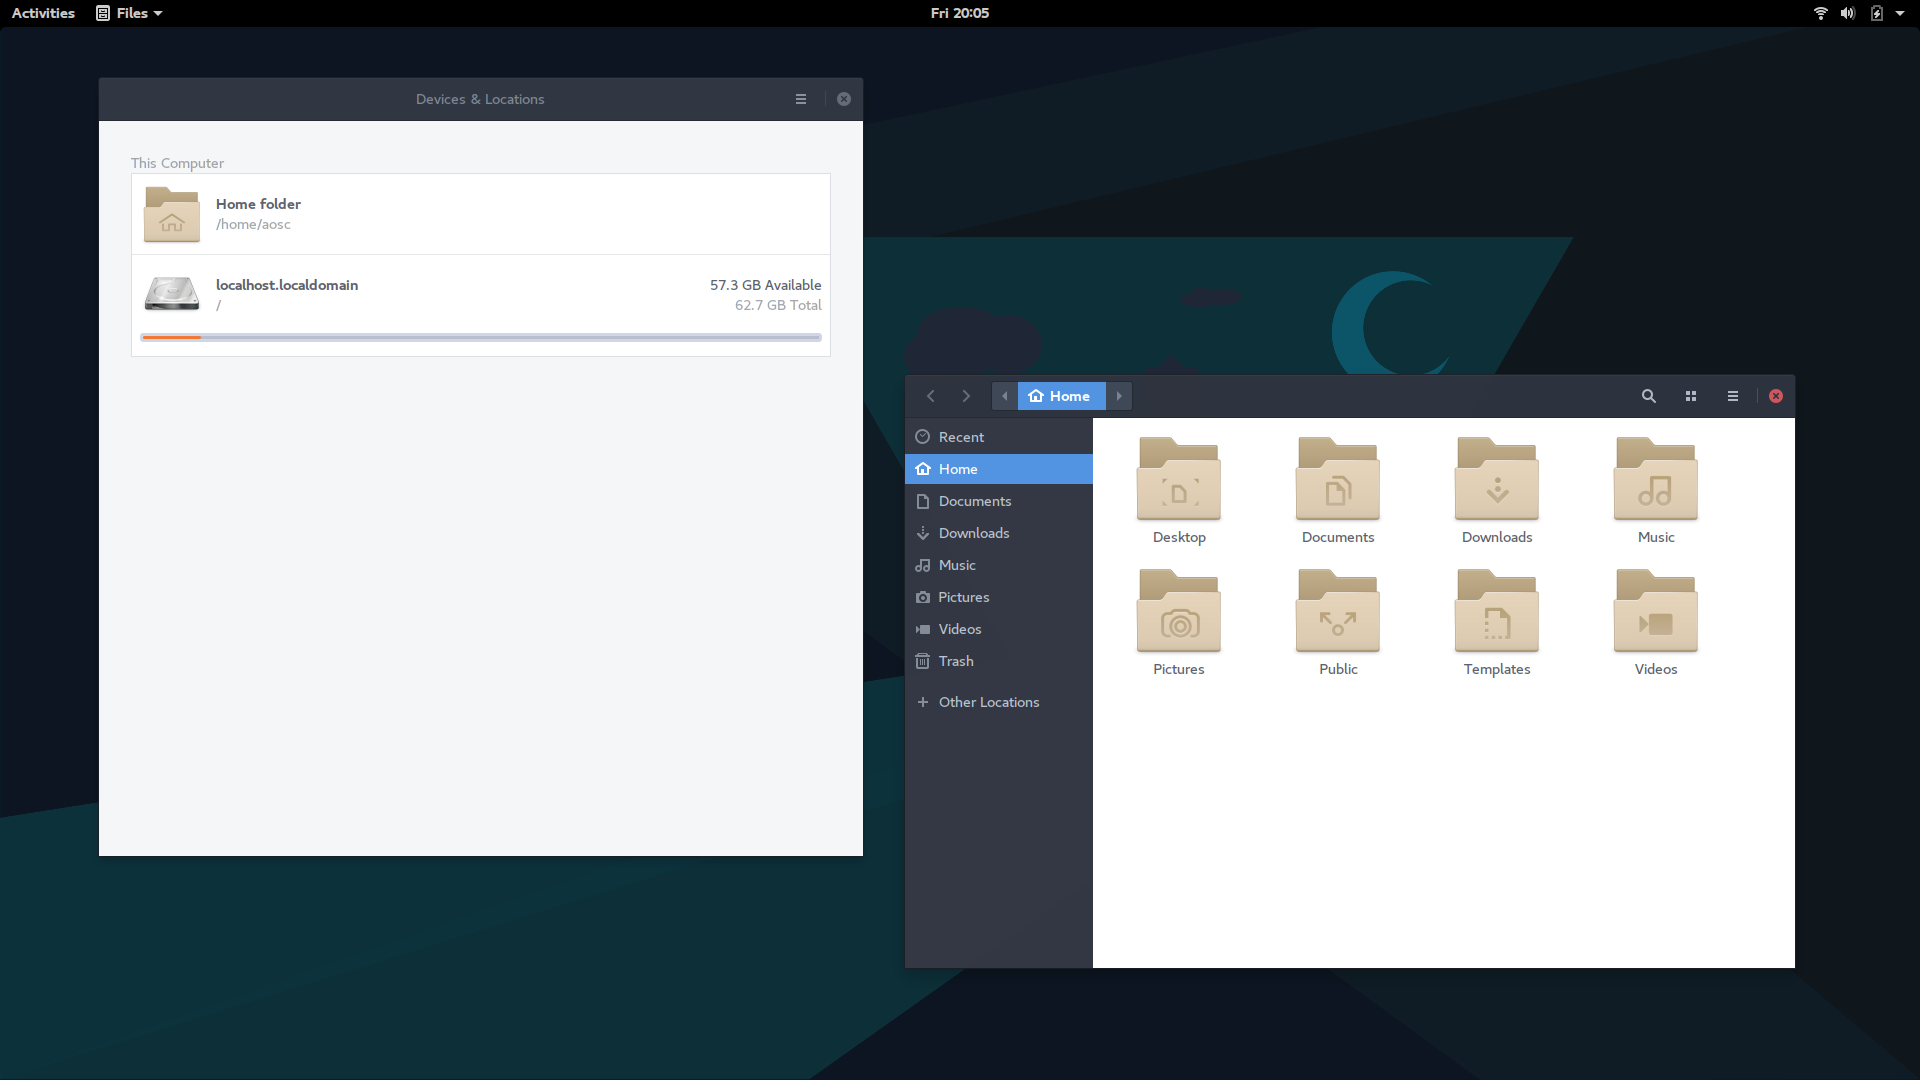 Activities Files Fri 20:05
Devices & Locations
This Computer
Home folder
/home/aosc
localhost.localdomain 57.3 GB Available
/ 62.7 GB Total
Home
Recent
Home
Documents
Downloads
Music
Pictures
Videos
Trash
Other Locations
Desktop Documents Downloads Music
Pictures Public Templates Videos